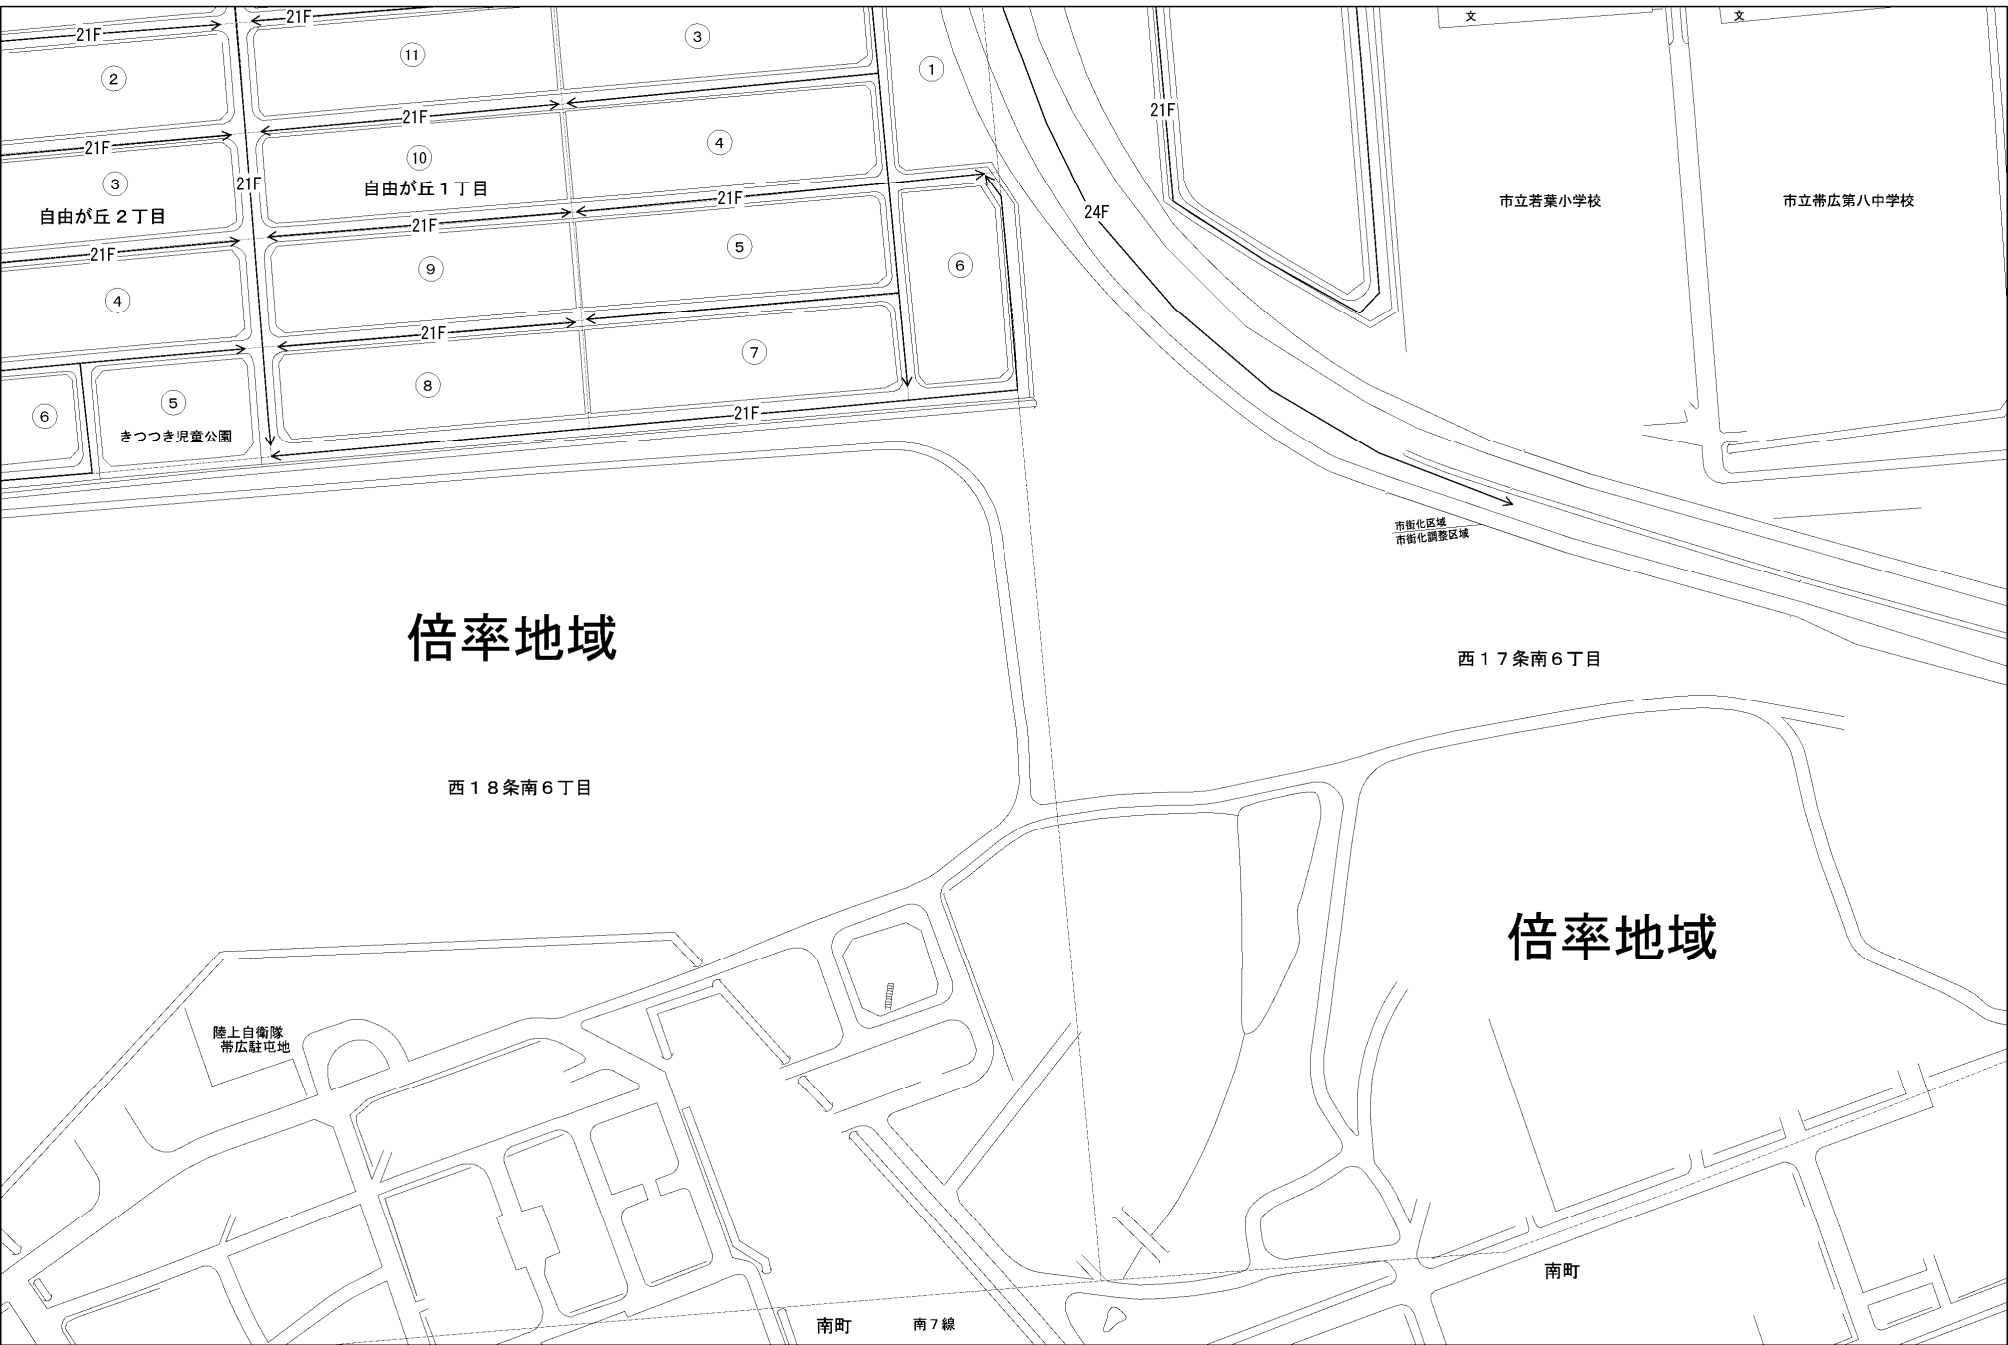 21F
21F
文
文
②
⑪
③
①
21F
21F
21F
⑩
④
③
21F
自由が丘１丁目
自由が丘２丁目
21F
24F
市立若葉小学校
市立帯広第八中学校
21F
21F
⑨
⑤
⑥
④
21F
⑦
⑧
⑤
⑥
21F
きつつき児童公園
市街化区域
市街化調整区域
倍率地域
西１７条南６丁目
西１８条南６丁目
倍率地域
陸上自衛隊
帯広駐屯地
南町
南町
南７線